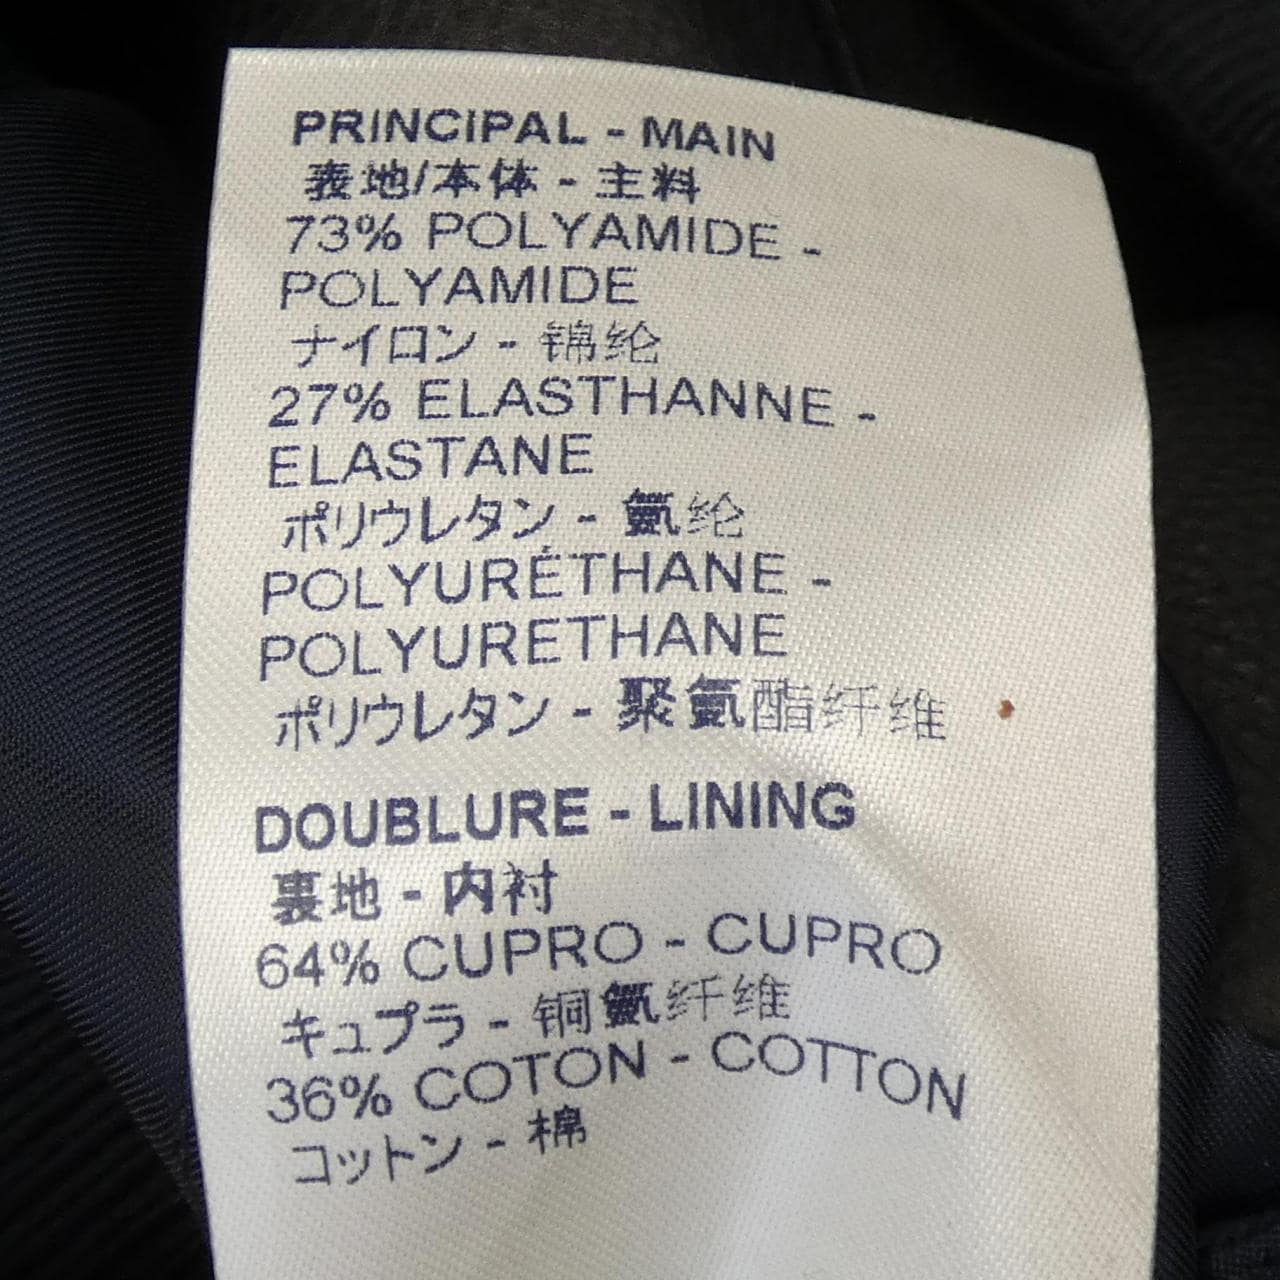 PRINCIPAL - MAIN
表地/本体 - 主料
73% POLYAMIDE -
POLYAMIDE
ナイロン - 锦纶
27% ELASTHANNE -
ELASTANE
ポリウレタン - 氨纶
POLYURÉTHANE -
POLYURETHANE
ポリウレタン - 聚氨酯纤维
DOUBLURE - LINING
裏地 - 内衬
64% CUPRO - CUPRO
キュプラ - 铜氨纤维
36% COTON - COTTON
コットン - 棉